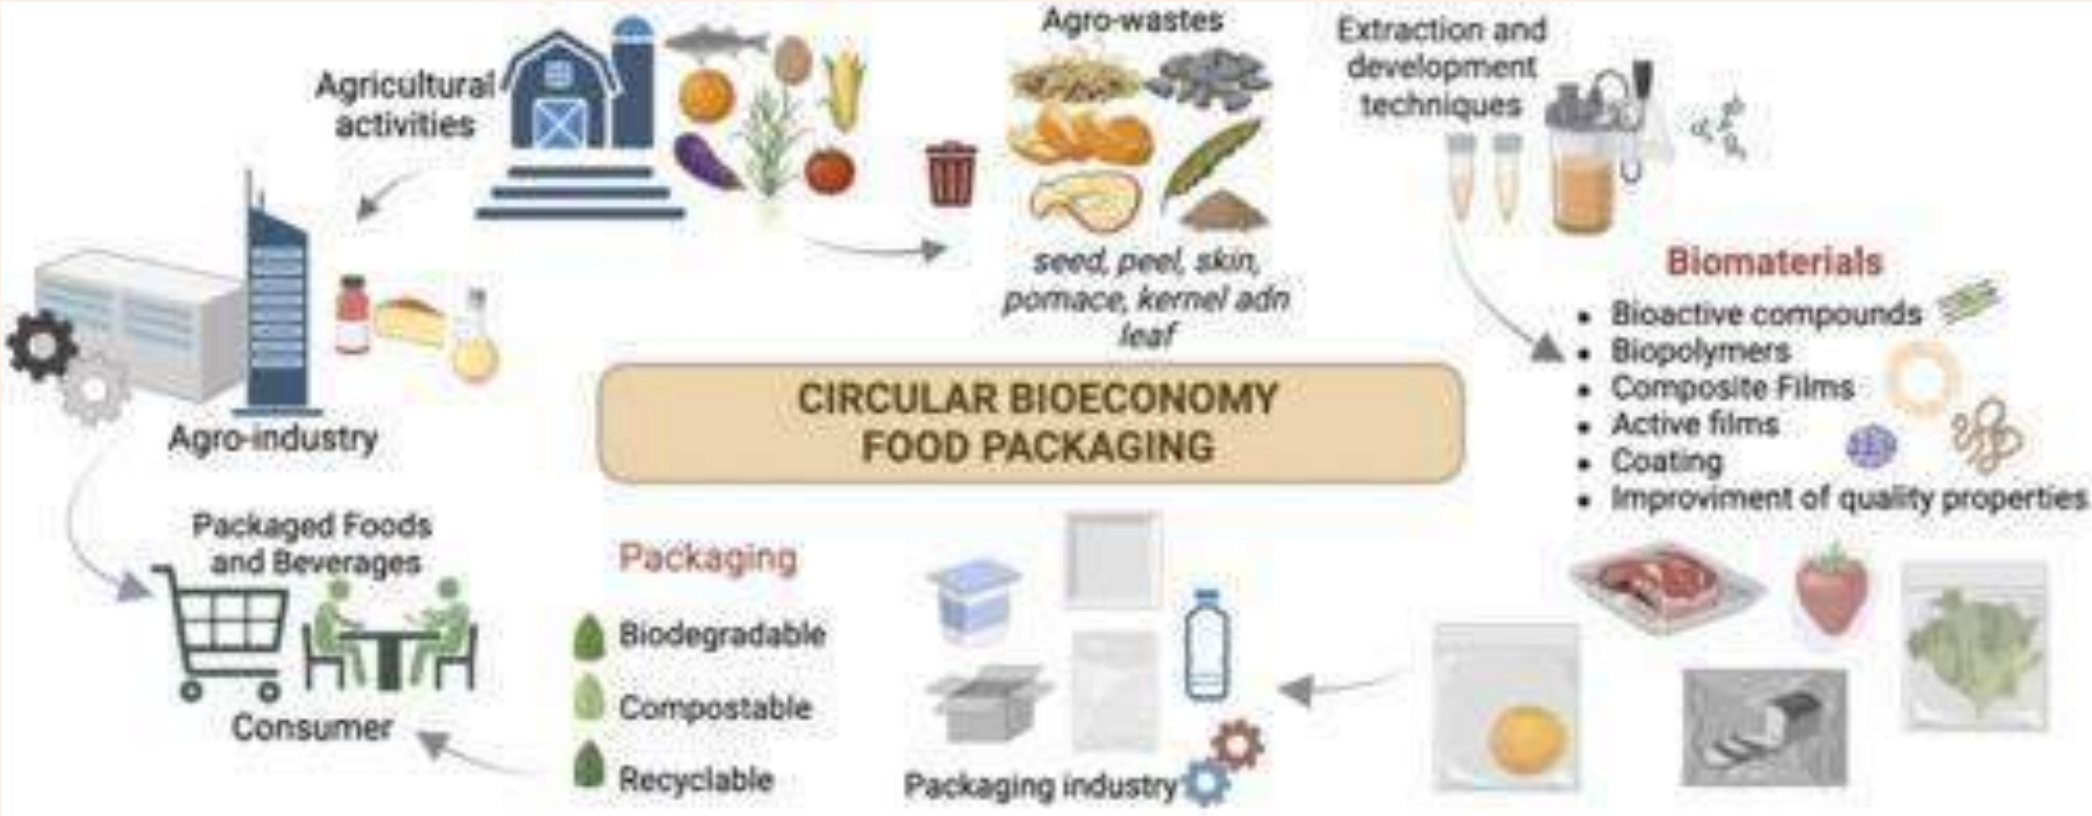 Agricultural
activities
Agro-wastes
seed, peel, skin,
pomace, kernel adn
leaf
Extraction and
development
techniques
Biomaterials
• Bioactive compounds
• Biopolymers
• Composite Films
• Active films
• Coating
• Improviment of quality properties
Agro-industry
CIRCULAR BIOECONOMY
FOOD PACKAGING
Packaged Foods
and Beverages
Consumer
Packaging
Biodegradable
Compostable
Recyclable
Packaging industry